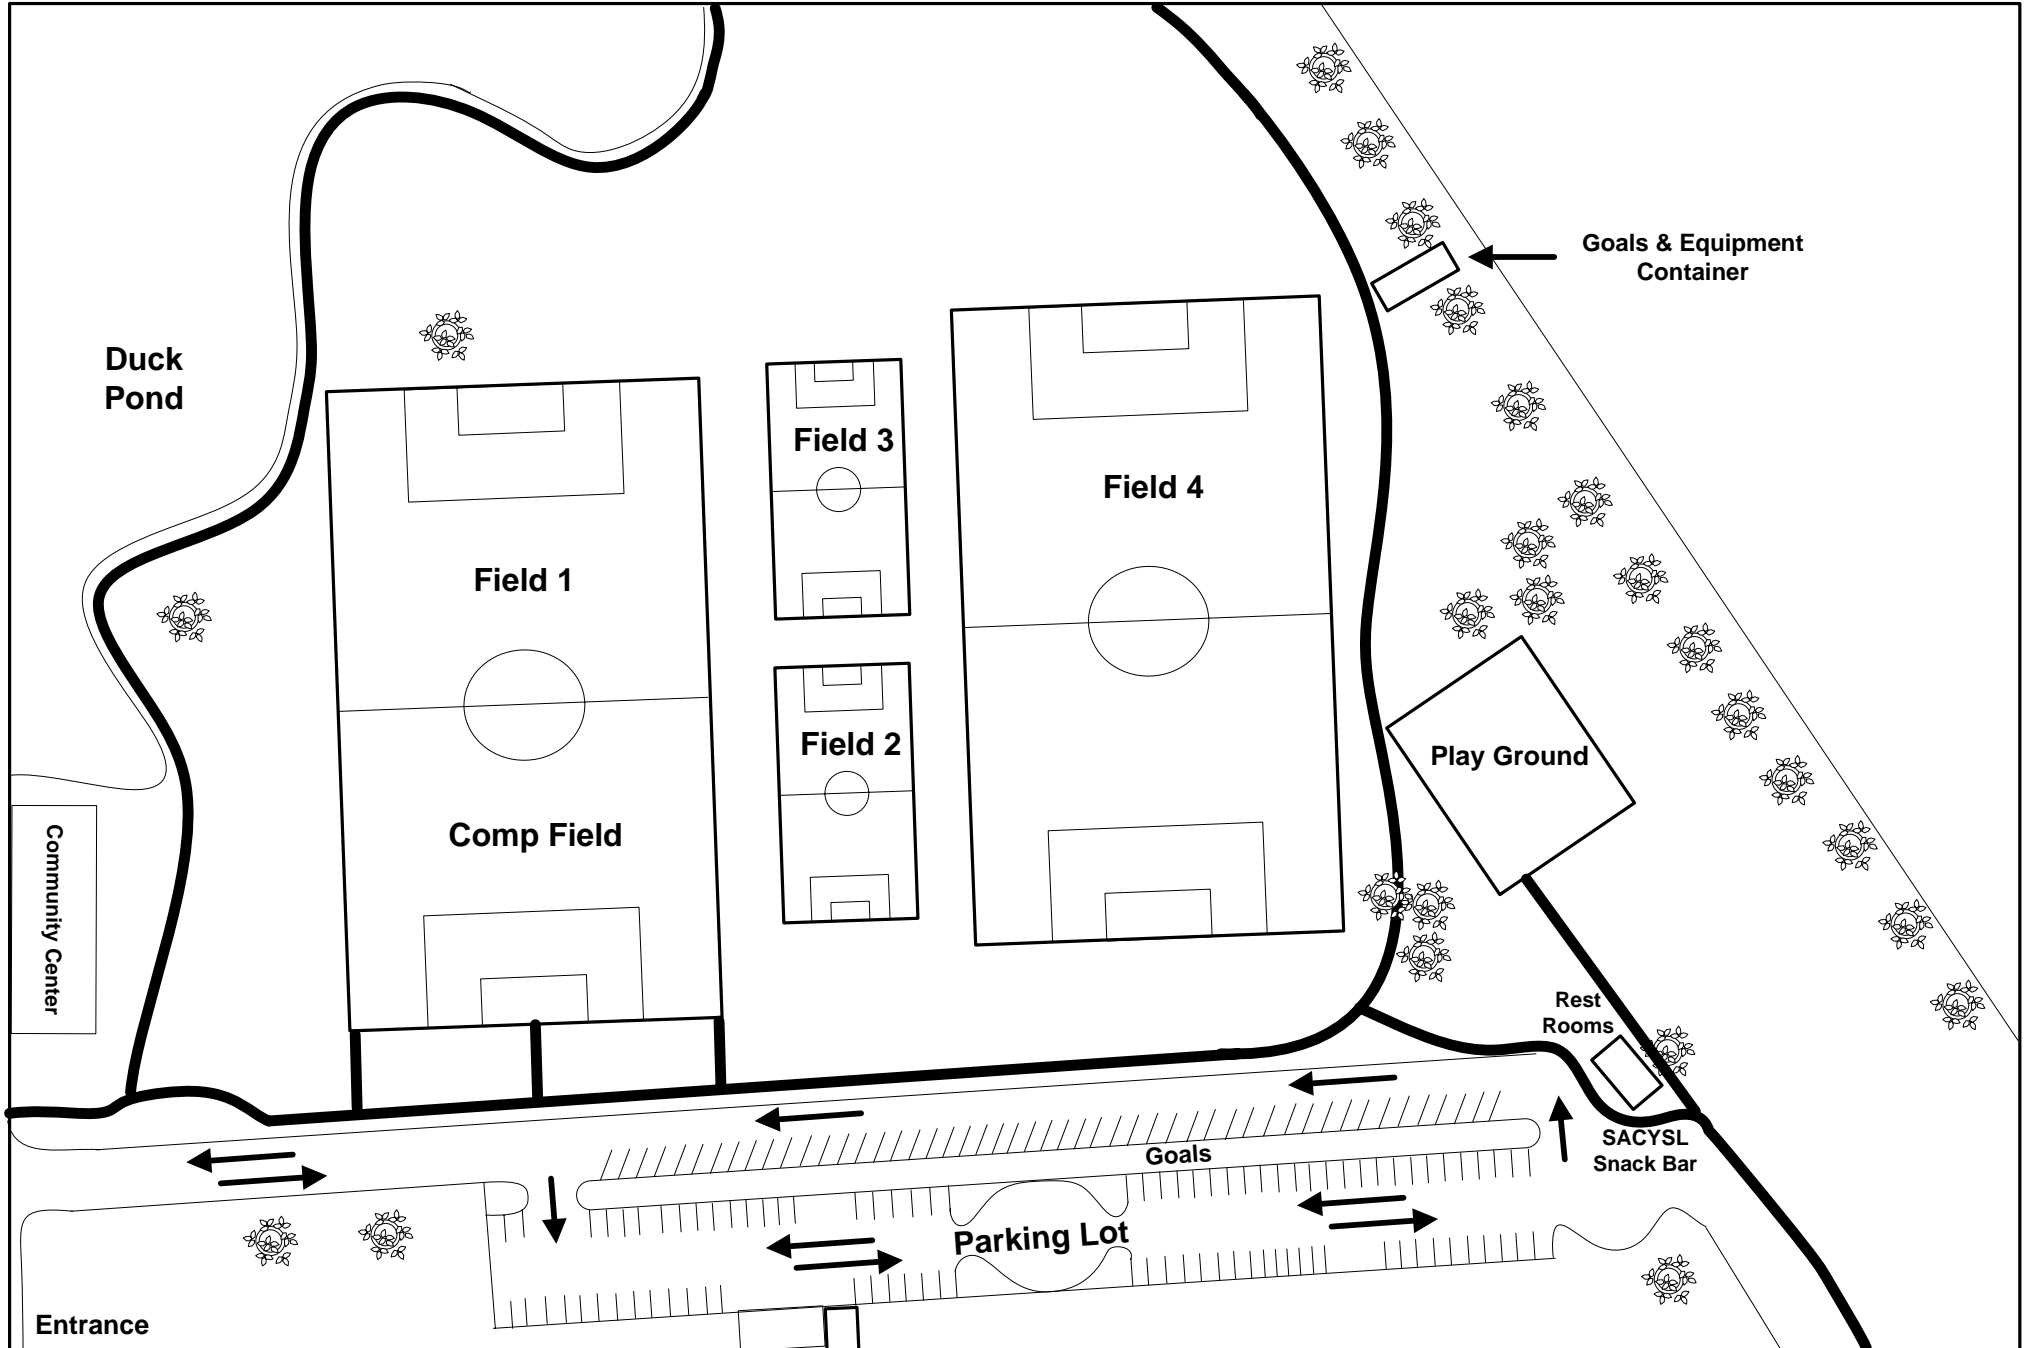 Goals & Equipment
Container
Duck
Pond
Field 3
Field 4
Field 1
Field 2
Play Ground
Comp Field
Community Center
Rest
Rooms
SACYSL
Snack Bar
Goals
Parking Lot
Entrance